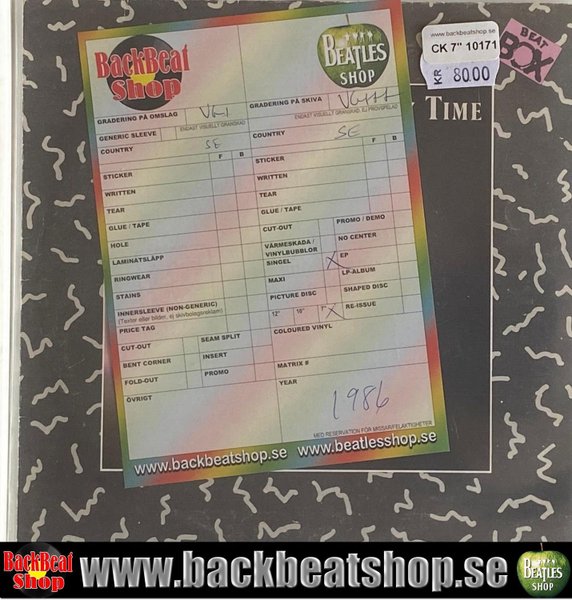 www.backbeatshop.se
CK 7" 10171
KR 80.00
BEAT
BOX
TIME
BackBeat
Shop
BEATLES
SHOP
GRADERING PÅ OMSLAG
ENDAST VISUELLT GRANSKAD
GRADERING PÅ SKIVA VG+++
ENDAST VISUELLT GRANSKAD, EJ PROVSPELAD
GENERIC SLEEVE
COUNTRY SE
COUNTRY SE
F B
F B
STICKER
STICKER
WRITTEN
WRITTEN
TEAR
TEAR
GLUE / TAPE
GLUE / TAPE
HOLE
CUT-OUT
PROMO / DEMO
LAMINATSLÄPP
VÄRMESKADA /
VINYLBUBBLOR
NO CENTER
RINGWEAR
SINGEL X
EP
STAINS
MAXI
LP-ALBUM
INNERSLEEVE (NON-GENERIC)
(Texter eller bilder, ej skivbolagsreklam)
PICTURE DISC
SHAPED DISC
PRICE TAG
12" 10" 7" X
RE-ISSUE
CUT-OUT
SEAM SPLIT
COLOURED VINYL
BENT CORNER
INSERT
FOLD-OUT
PROMO
MATRIX #
ÖVRIGT
YEAR
1986
MED RESERVATION FÖR MISSAR/FELAKTIGHETER
www.backbeatshop.se www.beatlesshop.se
BackBeat
Shop
www.backbeatshop.se
BEATLES
SHOP